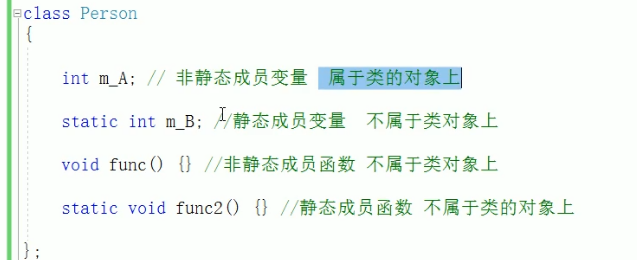 class Person
{
int m_A; // 非静态成员变量  属于类的对象上
static int m_B; //静态成员变量  不属于类对象上
void func() {} //非静态成员函数 不属于类对象上
static void func2() {} //静态成员函数 不属于类的对象上
};